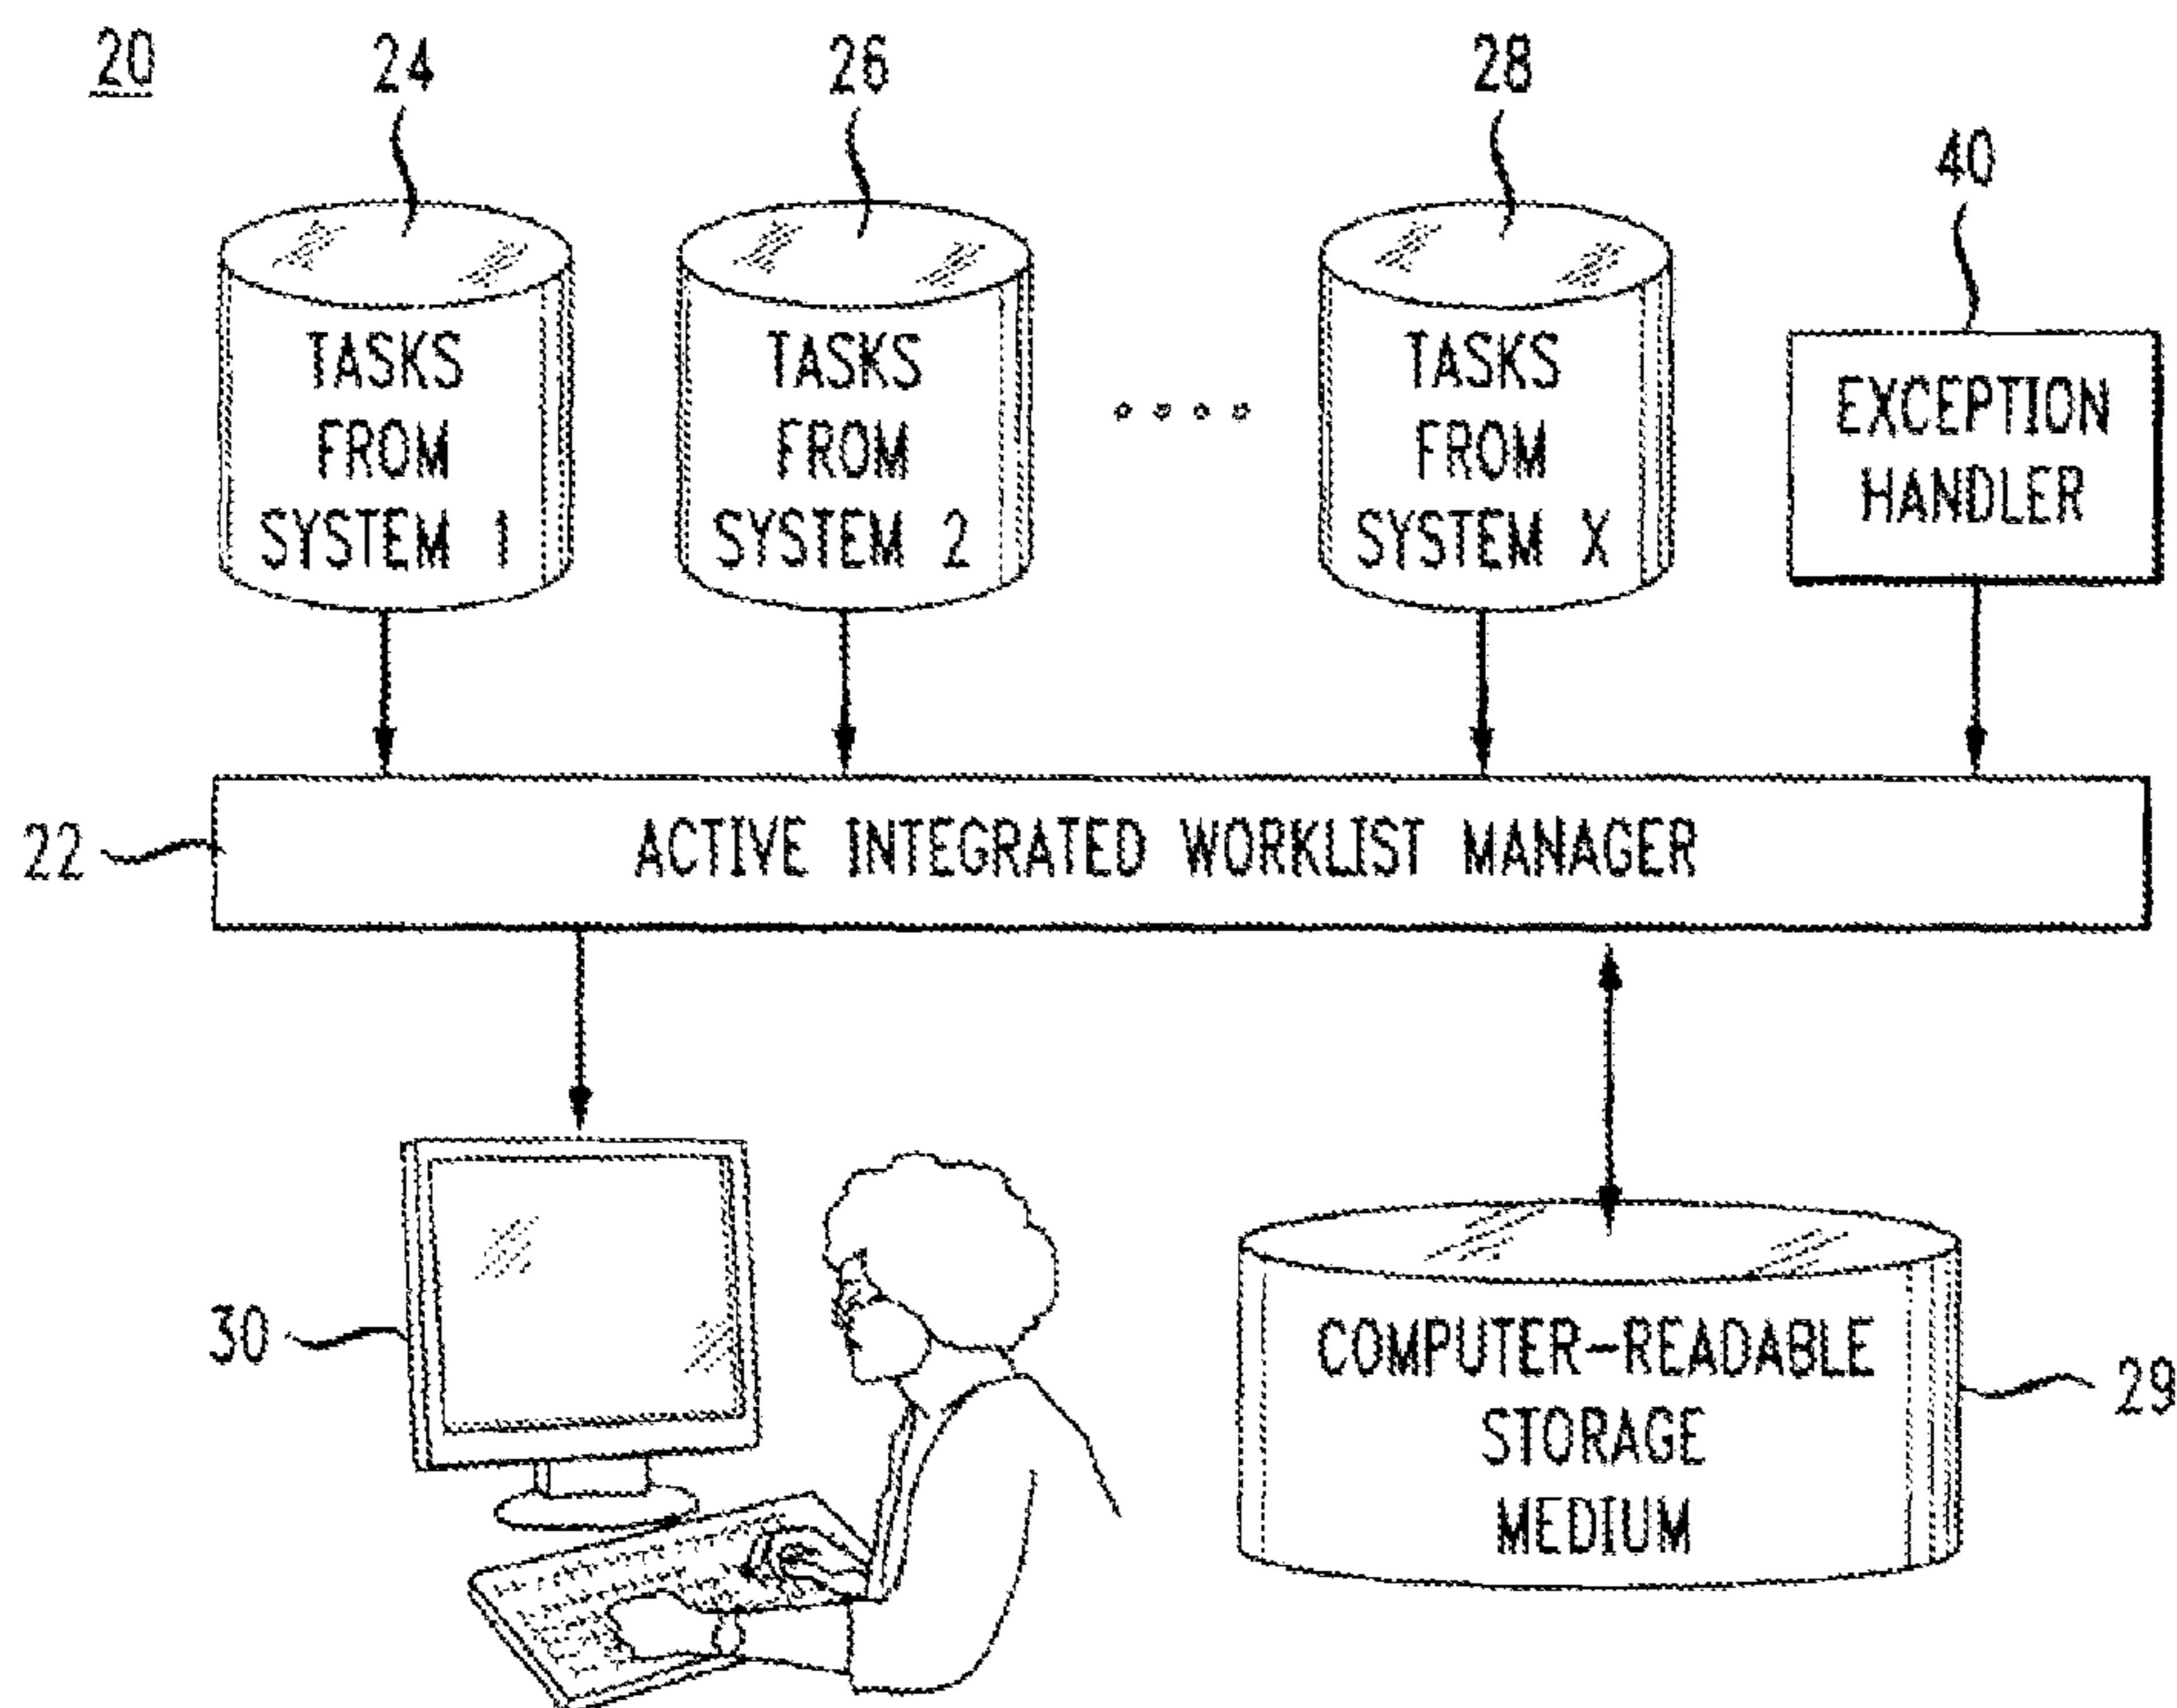 20
24
26
28
40
TASKS
FROM
SYSTEM 1
TASKS
FROM
SYSTEM 2
TASKS
FROM
SYSTEM X
EXCEPTION
HANDLER
22
ACTIVE INTEGRATED WORKLIST MANAGER
30
COMPUTER-READABLE
STORAGE
MEDIUM
29